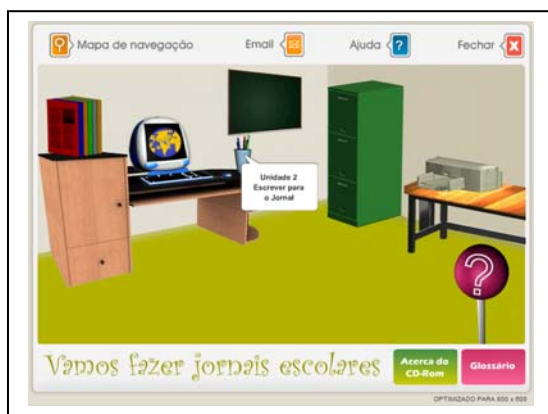 Mapa de navegação
Email
Ajuda
?
Fechar
X
Unidade 2
Escrever para
o Jornal
?
Vamos fazer jornais escolares
Acerca do
CD-Rom
Glossário
OPTIMIZADO PARA 800 x 600